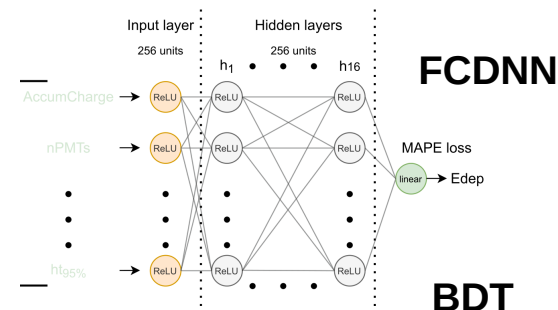 Input layer
Hidden layers
256 units
256 units
h1
h16
FCDNN
AccumCharge
ReLU
ReLU
ReLU
nPMTs
ReLU
ReLU
ReLU
MAPE loss
linear
Edep
ht95%
ReLU
ReLU
ReLU
BDT